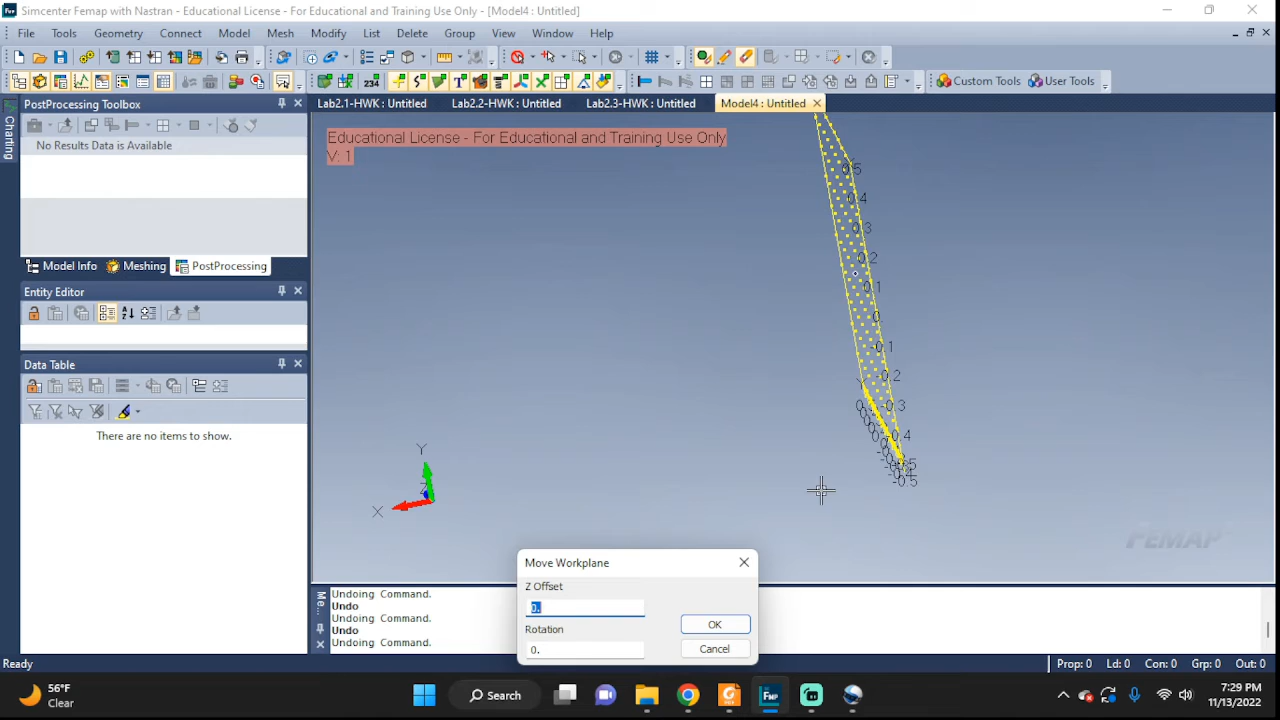 Simcenter Femap with Nastran - Educational License - For Educational and Training Use Only - [Model4 : Untitled]
File Tools Geometry Connect Model Mesh Modify List Delete Group View Window Help
234
Custom Tools User Tools
PostProcessing Toolbox
Lab2.1-HWK : Untitled Lab2.2-HWK : Untitled Lab2.3-HWK : Untitled Model4 : Untitled
Charting
No Results Data is Available
Educational License - For Educational and Training Use Only
V: 1
0.5
0.4
0.3
0.2
0.1
0.
-0.1
-0.2
-0.3
-0.4
-0.5
Model Info Meshing PostProcessing
Entity Editor
Data Table
There are no items to show.
Y
X
Z
FEMAP
Move Workplane
Z Offset
0.
Rotation
0.
OK
Cancel
Me...
Undoing Command.
Undo
Undoing Command.
Undo
Undoing Command.
Ready
Prop: 0 Ld: 0 Con: 0 Grp: 0 Out: 0
56°F
Clear
Search
7:29 PM
11/13/2022